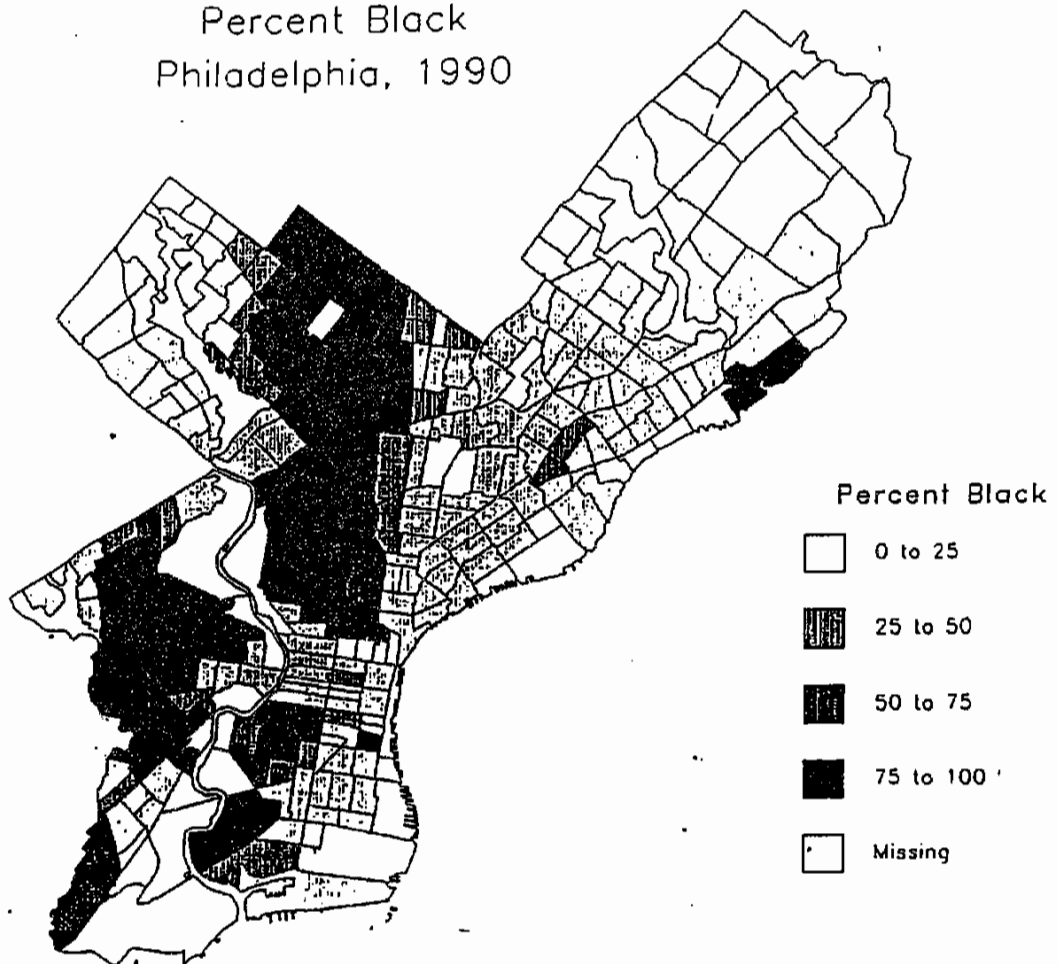 Percent Black
Philadelphia, 1990
Percent Black
0 to 25
25 to 50
50 to 75
75 to 100
Missing